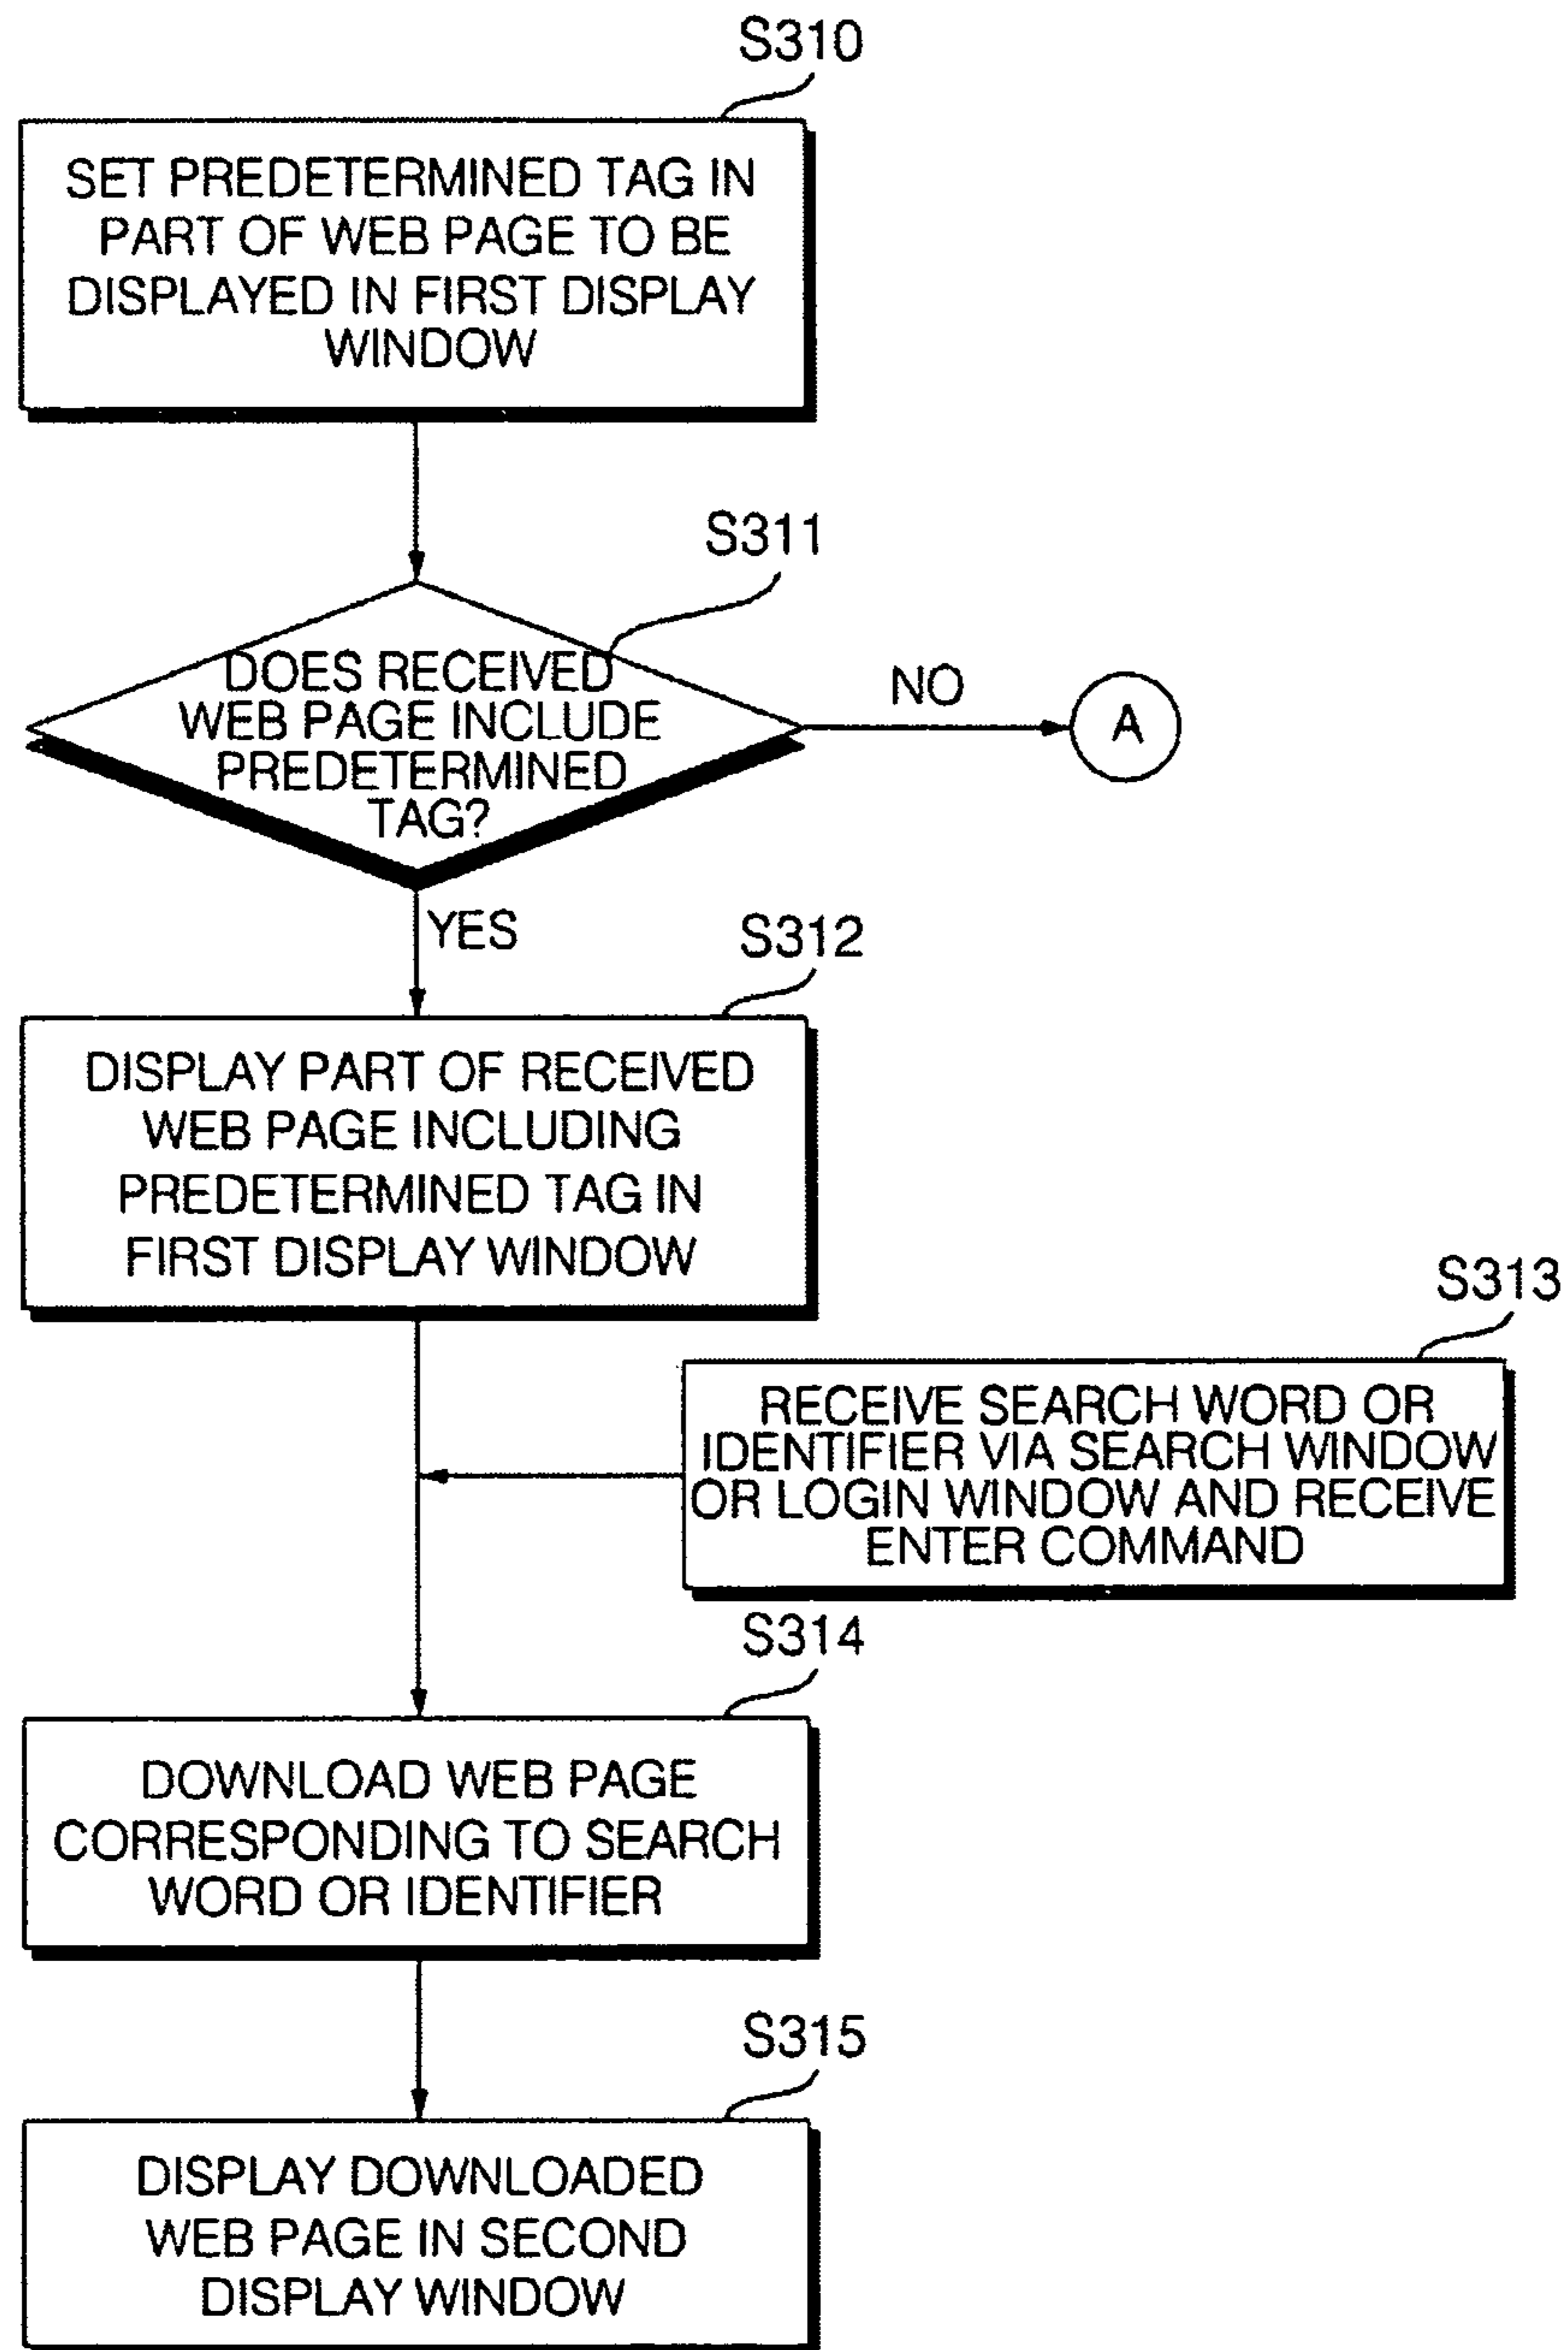 S310
SET PREDETERMINED TAG IN
PART OF WEB PAGE TO BE
DISPLAYED IN FIRST DISPLAY
WINDOW
S311
DOES RECEIVED
WEB PAGE INCLUDE
PREDETERMINED
TAG?
NO
A
YES
S312
DISPLAY PART OF RECEIVED
WEB PAGE INCLUDING
PREDETERMINED TAG IN
FIRST DISPLAY WINDOW
S313
RECEIVE SEARCH WORD OR
IDENTIFIER VIA SEARCH WINDOW
OR LOGIN WINDOW AND RECEIVE
ENTER COMMAND
S314
DOWNLOAD WEB PAGE
CORRESPONDING TO SEARCH
WORD OR IDENTIFIER
S315
DISPLAY DOWNLOADED
WEB PAGE IN SECOND
DISPLAY WINDOW